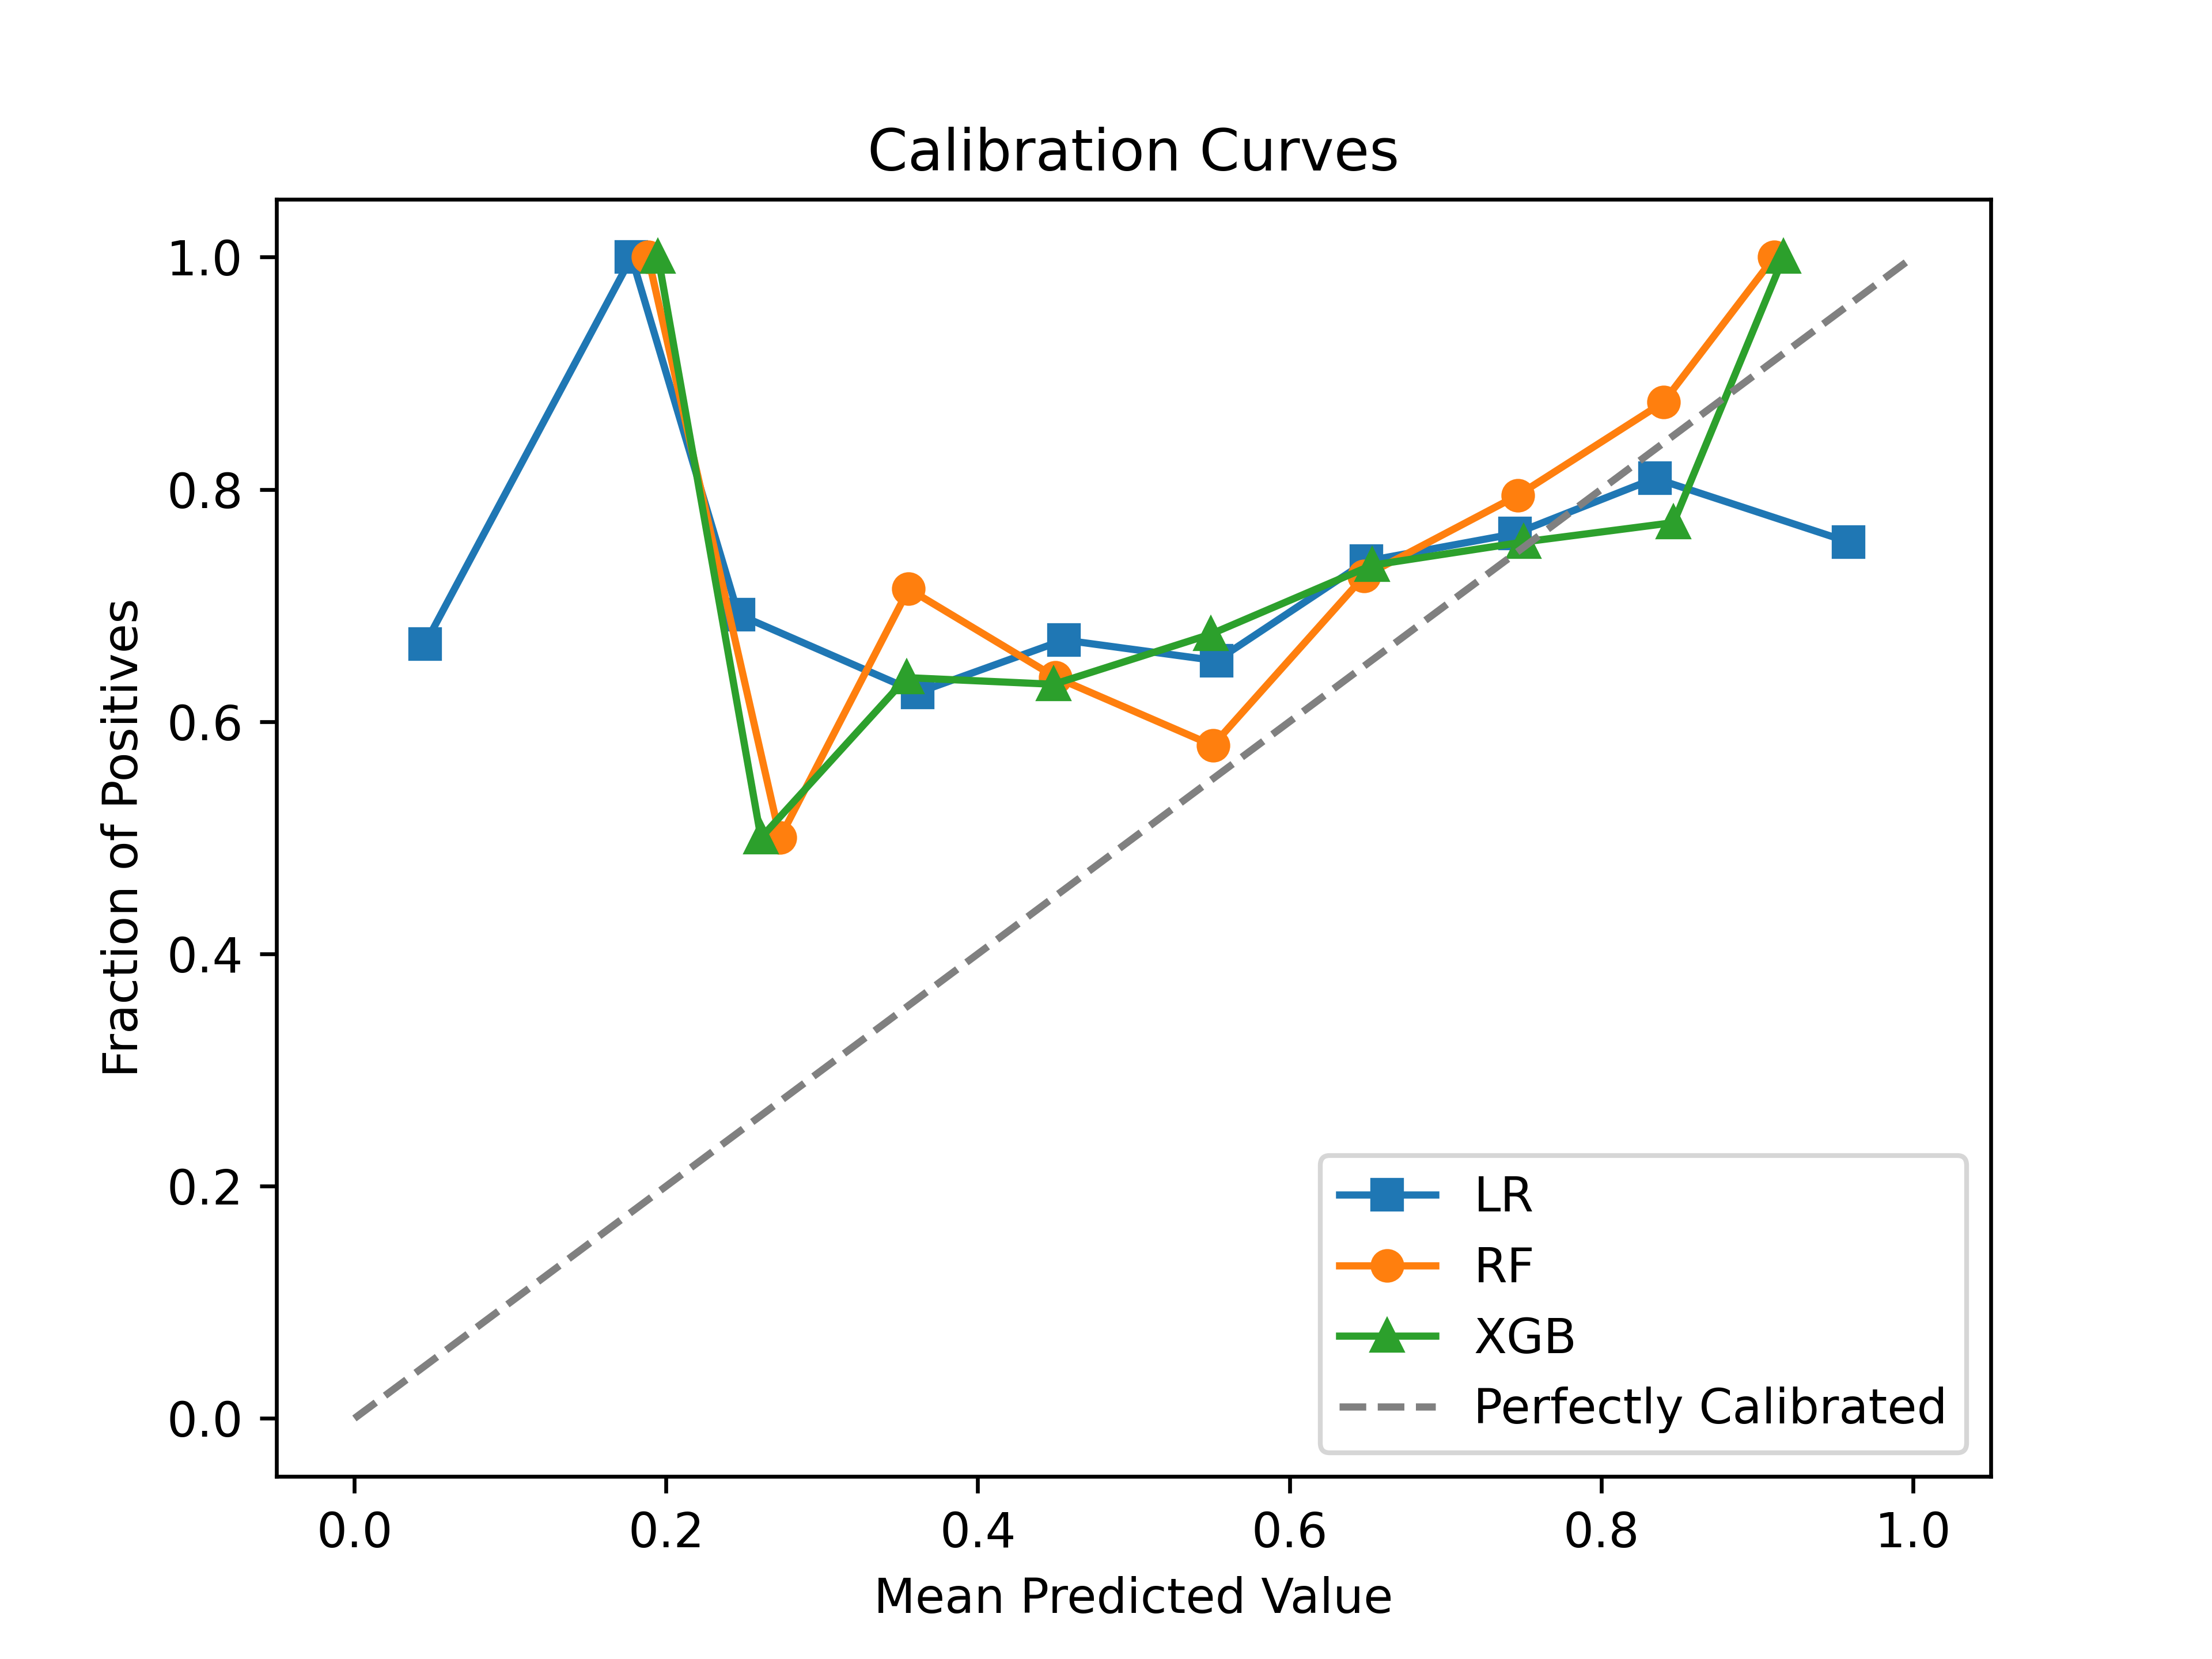 Calibration Curves
Fraction of Positives
1.0
0.8
0.6
0.4
0.2
0.0
LR
RF
XGB
Perfectly Calibrated
0.0 0.2 0.4 0.6 0.8 1.0
Mean Predicted Value